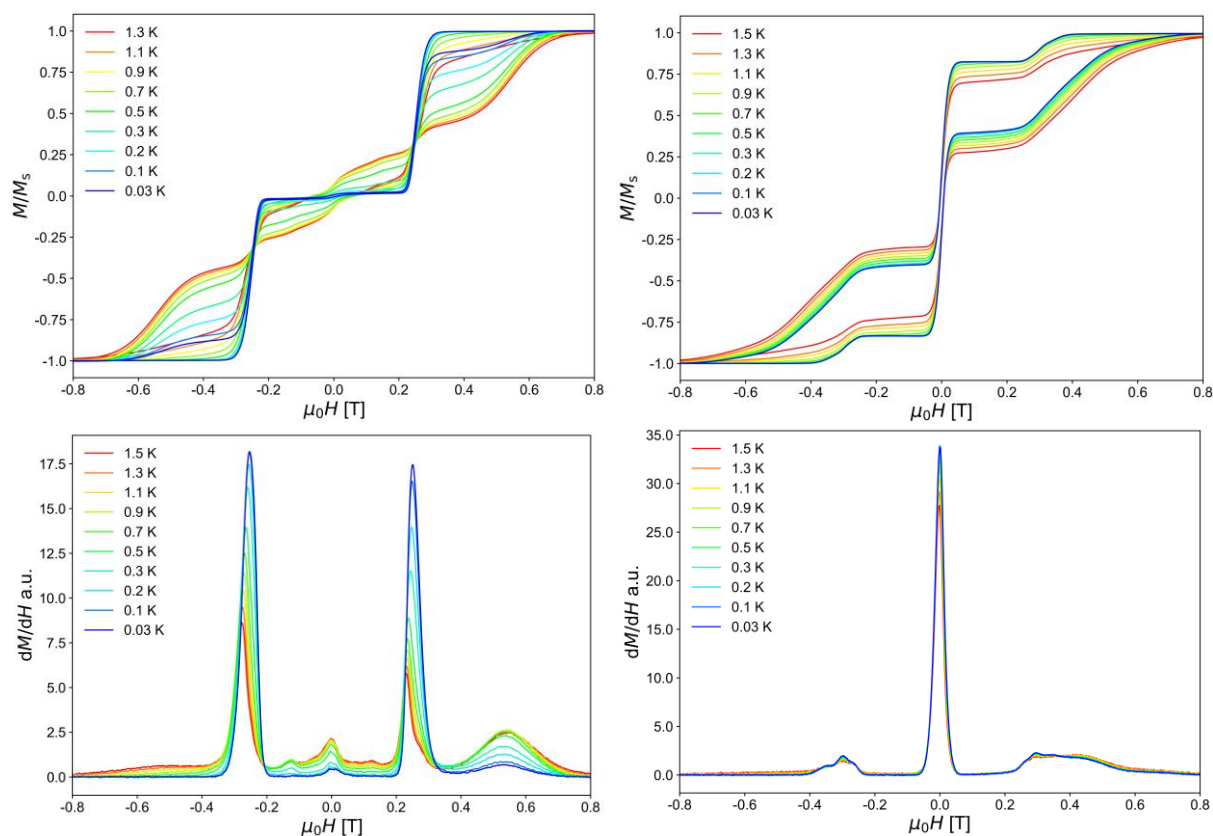 1.0
0.75
0.50
0.25
0.0
-0.25
-0.50
-0.75
-1.0
M/Ms
1.3 K
1.1 K
0.9 K
0.7 K
0.5 K
0.3 K
0.2 K
0.1 K
0.03 K
-0.8 -0.6 -0.4 -0.2 0.0 0.2 0.4 0.6 0.8
μ0H [T]
1.0
0.75
0.50
0.25
0.0
-0.25
-0.50
-0.75
-1.0
M/Ms
1.5 K
1.3 K
1.1 K
0.9 K
0.7 K
0.5 K
0.3 K
0.2 K
0.1 K
0.03 K
-0.8 -0.6 -0.4 -0.2 0.0 0.2 0.4 0.6 0.8
μ0H [T]
17.5
15.0
12.5
10.0
7.5
5.0
2.5
0.0
dM/dH a.u.
1.5 K
1.3 K
1.1 K
0.9 K
0.7 K
0.5 K
0.3 K
0.2 K
0.1 K
0.03 K
-0.8 -0.6 -0.4 -0.2 0.0 0.2 0.4 0.6 0.8
μ0H [T]
35.0
30.0
25.0
20.0
15.0
10.0
5.0
0.0
dM/dH a.u.
1.5 K
1.3 K
1.1 K
0.9 K
0.7 K
0.5 K
0.3 K
0.2 K
0.1 K
0.03 K
-0.8 -0.6 -0.4 -0.2 0.0 0.2 0.4 0.6 0.8
μ0H [T]